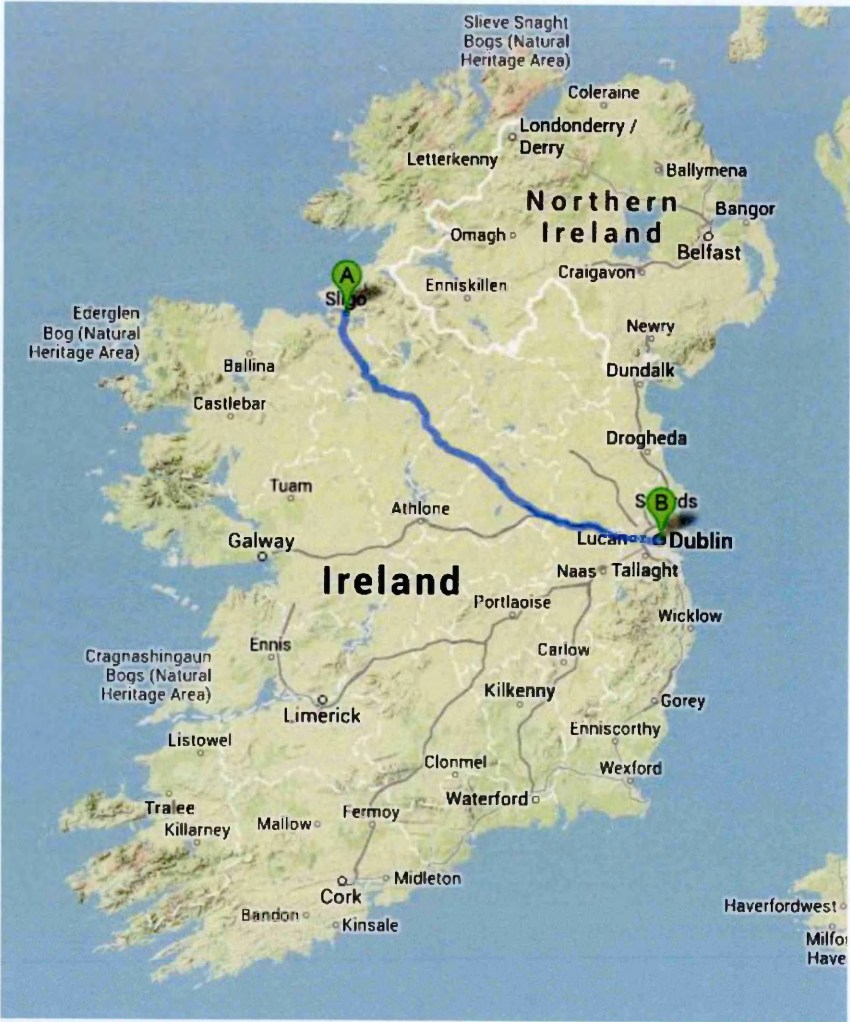 Slieve Snaght
Bogs (Natural
Heritage Area)
Coleraine
Londonderry /
Derry
Letterkenny
Ballymena
Northern
Ireland
Bangor
Omagh
Belfast
A
Sligo
Enniskillen
Craigavon
Ederglen
Bog (Natural
Heritage Area)
Newry
Ballina
Dundalk
Castlebar
Drogheda
Tuam
Athlone
B
Galway
Lucan
Dublin
Ireland
Naas
Tallaght
Portlaoise
Wicklow
Ennis
Carlow
Cragnashingaun
Bogs (Natural
Heritage Area)
Kilkenny
Gorey
Limerick
Enniscorthy
Listowel
Clonmel
Wexford
Waterford
Tralee
Fermoy
Killarney
Mallow
Midleton
Cork
Bandon
Kinsale
Haverfordwest
Have